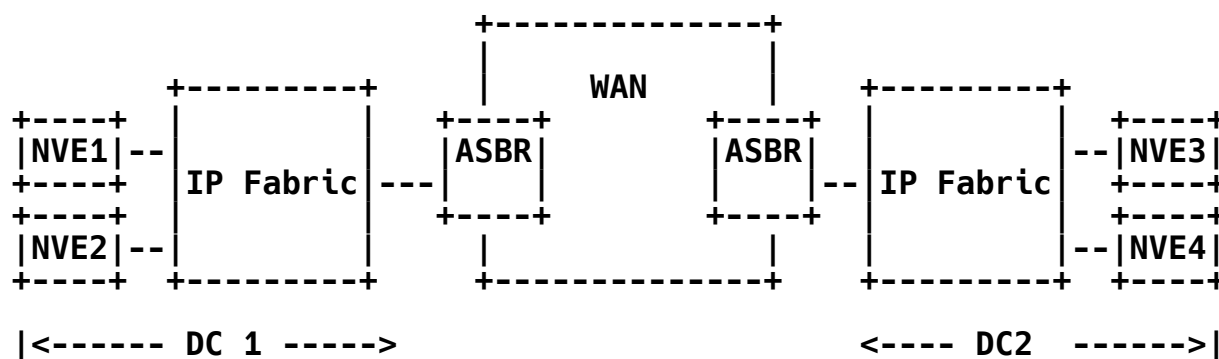 WAN
NVE1 ASBR ASBR NVE3
IP Fabric IP Fabric
NVE2 NVE4
|<------ DC 1 -----> <---- DC2 ------>|